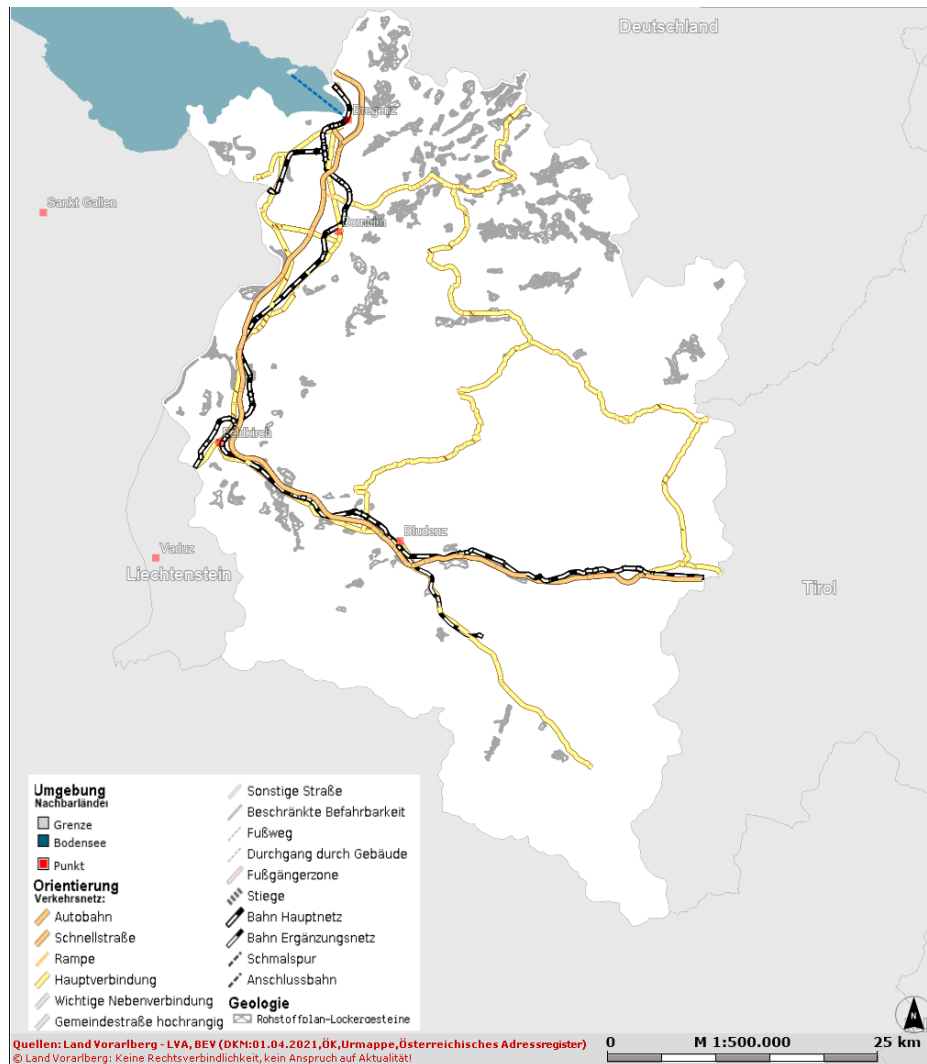 Deutschland
Bregenz
Sankt Gallen
Dornbirn
Feldkirch
Bludenz
Vaduz
Liechtenstein
Tirol
Umgebung
Nachbarländer
Grenze
Bodensee
Punkt
Orientierung
Verkehrsnetz:
Autobahn
Schnellstraße
Rampe
Hauptverbindung
Wichtige Nebenverbindung
Gemeindestraße hochrangig
Sonstige Straße
Beschränkte Befahrbarkeit
Fußweg
Durchgang durch Gebäude
Fußgängerzone
Stiege
Bahn Hauptnetz
Bahn Ergänzungsnetz
Schmalspur
Anschlussbahn
Geologie
Rohstoffplan-Lockergesteine
N
Quellen: Land Vorarlberg - LVA, BEV (DKM:01.04.2021,ÖK,Urmappe,Österreichisches Adressregister)
© Land Vorarlberg: Keine Rechtsverbindlichkeit, kein Anspruch auf Aktualität!
0 M 1:500.000 25 km